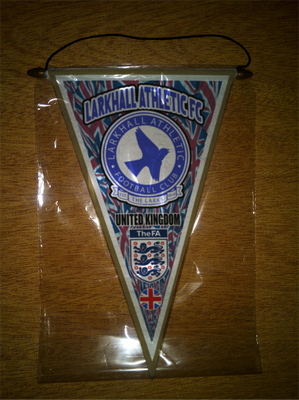 LARKHALL ATHLETIC FC
LARKHALL ATHLETIC
FOOTBALL CLUB
THE LARKS
UNITED KINGDOM
The FA